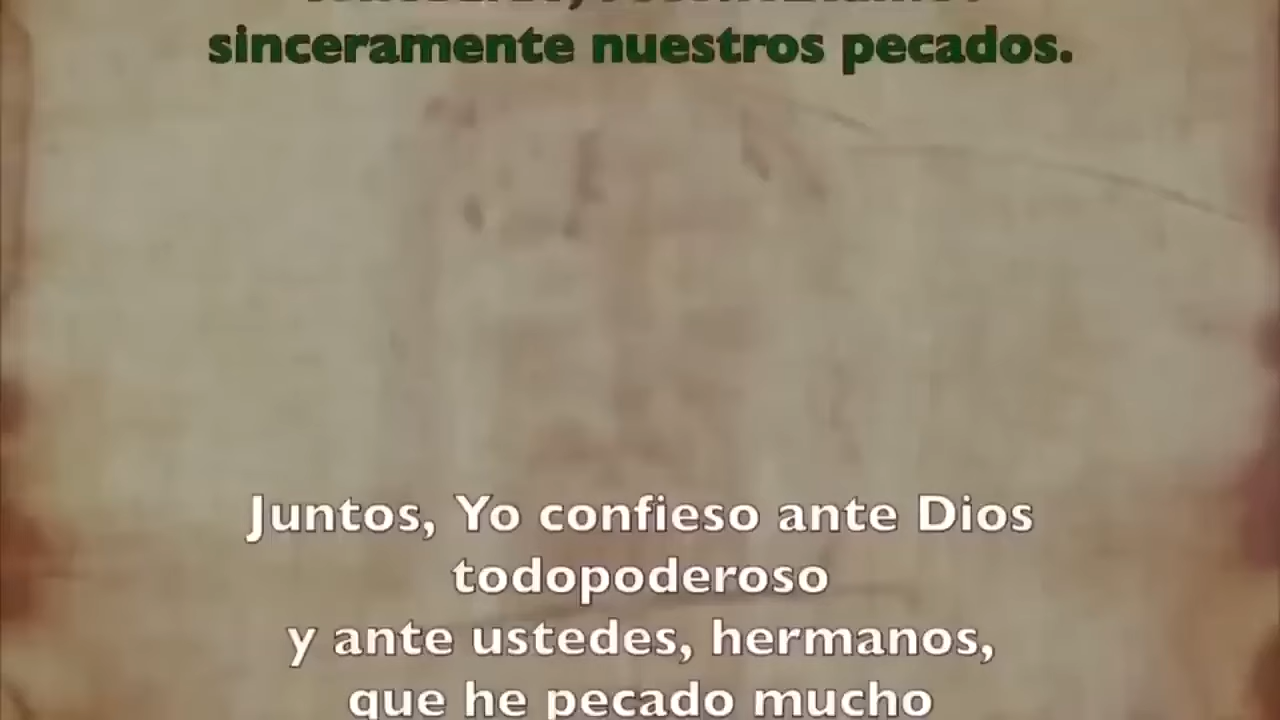 sinceramente nuestros pecados.
Juntos, Yo confieso ante Dios
todopoderoso
y ante ustedes, hermanos,
que he pecado mucho